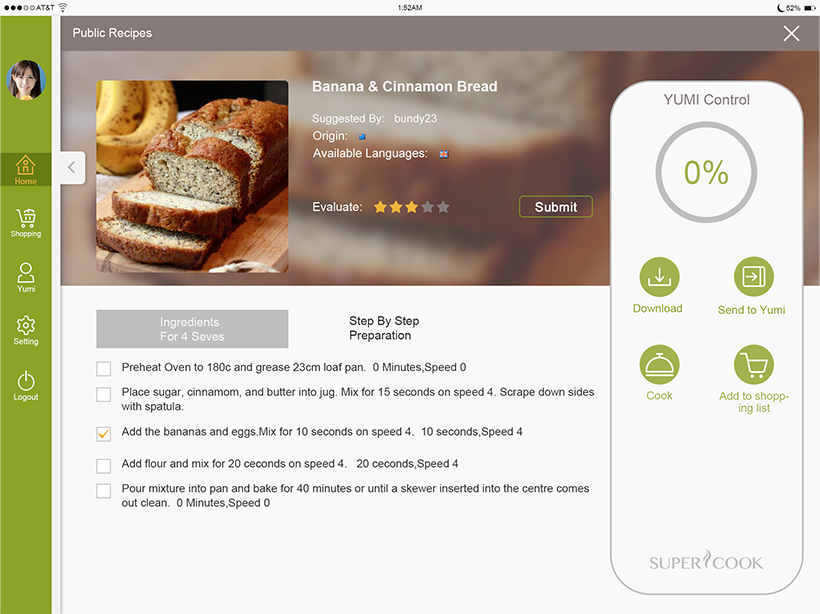 AT&T
1:52AM
52%
Public Recipes
Banana & Cinnamon Bread
Suggested By: bundy23
Origin:
Available Languages:
Evaluate:
Submit
Home
Shopping
Yumi
Setting
Logout
YUMI Control
0%
Download
Send to Yumi
Cook
Add to shopp-
ing list
SUPER COOK
Ingredients
For 4 Seves
Step By Step
Preparation
Preheat Oven to 180c and grease 23cm loaf pan. 0 Minutes,Speed 0
Place sugar, cinnamom, and butter into jug. Mix for 15 seconds on speed 4. Scrape down sides
with spatula.
Add the bananas and eggs.Mix for 10 seconds on speed 4. 10 seconds,Speed 4
Add flour and mix for 20 ceconds on speed 4. 20 ceconds,Speed 4
Pour mixture into pan and bake for 40 minutes or until a skewer inserted into the centre comes
out clean. 0 Minutes,Speed 0